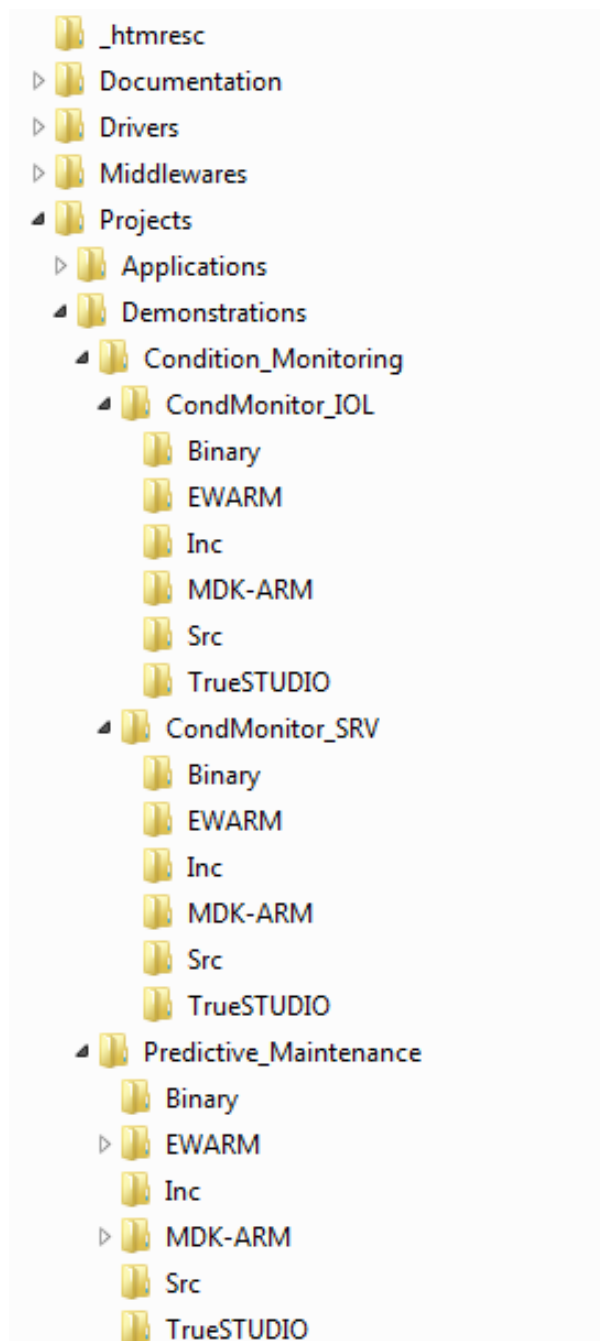 _htmresc
Documentation
Drivers
Middlewares
Projects
Applications
Demonstrations
Condition_Monitoring
CondMonitor_IOL
Binary
EWARM
Inc
MDK-ARM
Src
TrueSTUDIO
CondMonitor_SRV
Binary
EWARM
Inc
MDK-ARM
Src
TrueSTUDIO
Predictive_Maintenance
Binary
EWARM
Inc
MDK-ARM
Src
TrueSTUDIO